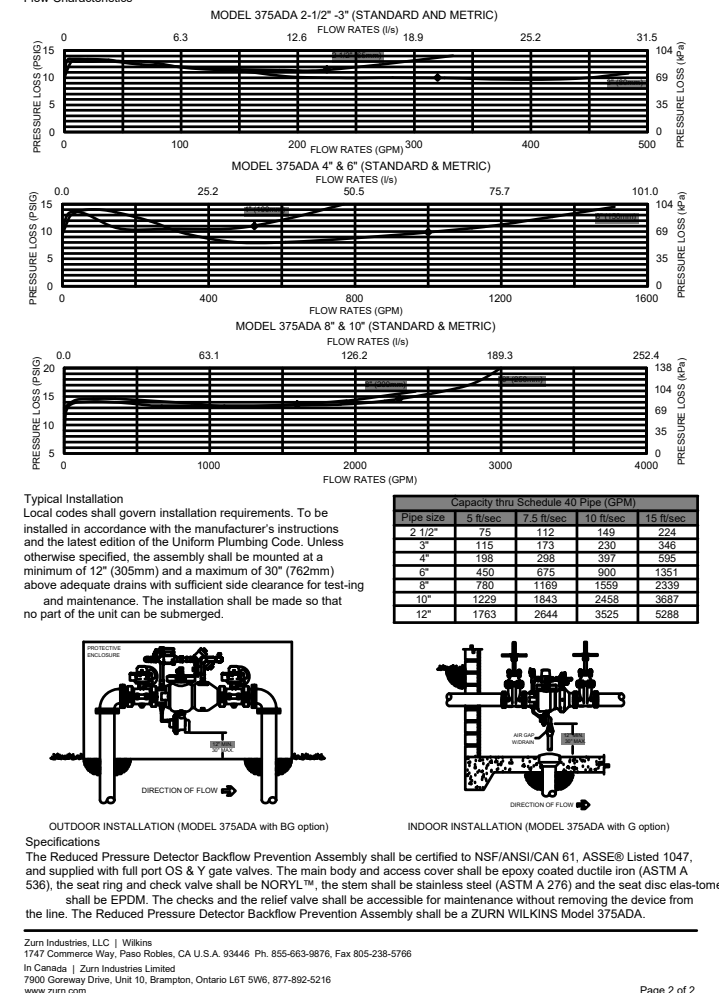 Flow Characteristics
MODEL 375ADA 2-1/2" -3" (STANDARD AND METRIC)
FLOW RATES (l/s)
0 6.3 12.6 18.9 25.2 31.5
PRESSURE LOSS (PSIG)
15
10
5
0
104
69
35
0
PRESSURE LOSS (kPa)
0 100 200 300 400 500
FLOW RATES (GPM)
MODEL 375ADA 4" & 6" (STANDARD & METRIC)
FLOW RATES (l/s)
0.0 25.2 50.5 75.7 101.0
PRESSURE LOSS (PSIG)
15
10
5
0
104
69
35
0
PRESSURE LOSS (kPa)
0 400 800 1200 1600
FLOW RATES (GPM)
MODEL 375ADA 8" & 10" (STANDARD & METRIC)
FLOW RATES (l/s)
0.0 63.1 126.2 189.3 252.4
PRESSURE LOSS (PSIG)
20
15
10
5
138
104
69
35
0
PRESSURE LOSS (kPa)
0 1000 2000 3000 4000
FLOW RATES (GPM)
Typical Installation
Local codes shall govern installation requirements. To be
installed in accordance with the manufacturer's instructions
and the latest edition of the Uniform Plumbing Code. Unless
otherwise specified, the assembly shall be mounted at a
minimum of 12" (305mm) and a maximum of 30" (762mm)
above adequate drains with sufficient side clearance for test-ing
and maintenance. The installation shall be made so that
no part of the unit can be submerged.
Capacity thru Schedule 40 Pipe (GPM)
Pipe size 5 ft/sec 7.5 ft/sec 10 ft/sec 15 ft/sec
2 1/2" 75 112 149 224
3" 115 173 230 346
4" 198 298 397 595
6" 450 675 900 1351
8" 780 1169 1559 2339
10" 1229 1843 2458 3687
12" 1763 2644 3525 5288
PROTECTIVE
ENCLOSURE
12" MIN.
30" MAX.
DIRECTION OF FLOW
OUTDOOR INSTALLATION (MODEL 375ADA with BG option)
AIR GAP
W/DRAIN
12" MIN.
30" MAX.
DIRECTION OF FLOW
INDOOR INSTALLATION (MODEL 375ADA with G option)
Specifications
The Reduced Pressure Detector Backflow Prevention Assembly shall be certified to NSF/ANSI/CAN 61, ASSE® Listed 1047,
and supplied with full port OS & Y gate valves. The main body and access cover shall be epoxy coated ductile iron (ASTM A
536), the seat ring and check valve shall be NORYL™, the stem shall be stainless steel (ASTM A 276) and the seat disc elas-tome
shall be EPDM. The checks and the relief valve shall be accessible for maintenance without removing the device from
the line. The Reduced Pressure Detector Backflow Prevention Assembly shall be a ZURN WILKINS Model 375ADA.
Zurn Industries, LLC | Wilkins
1747 Commerce Way, Paso Robles, CA U.S.A. 93446 Ph. 855-663-9876, Fax 805-238-5766
In Canada | Zurn Industries Limited
7900 Goreway Drive, Unit 10, Brampton, Ontario L6T 5W6, 877-892-5216
www.zurn.com
Page 2 of 2